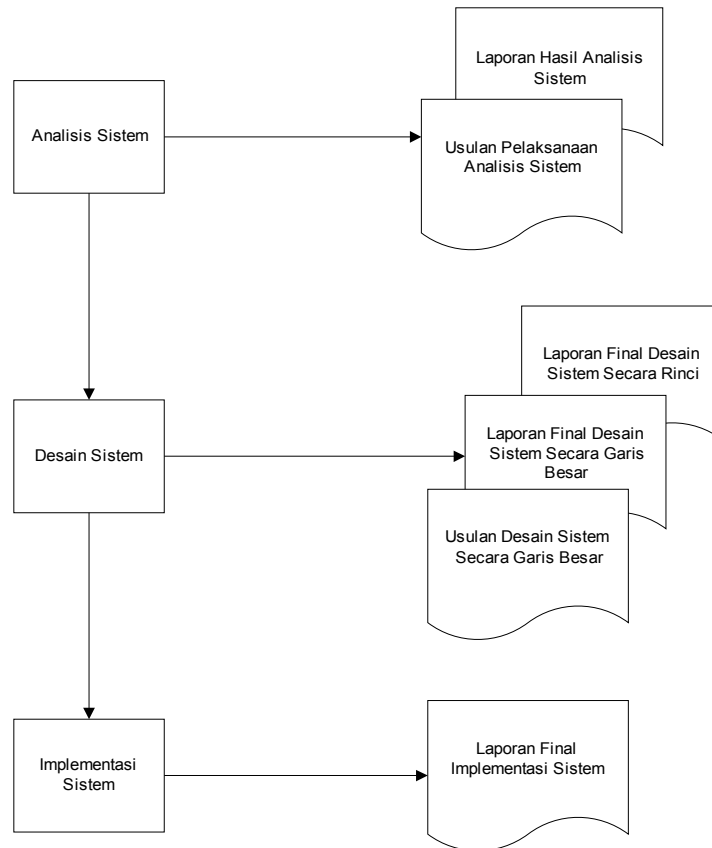 Laporan Hasil Analisis
Sistem
Analisis Sistem
Usulan Pelaksanaan
Analisis Sistem
Laporan Final Desain
Sistem Secara Rinci
Desain Sistem
Laporan Final Desain
Sistem Secara Garis
Besar
Usulan Desain Sistem
Secara Garis Besar
Implementasi
Sistem
Laporan Final
Implementasi Sistem